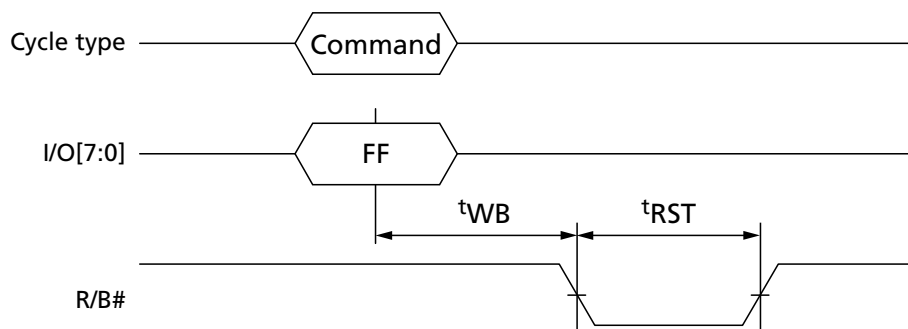 Cycle type
Command
I/O[7:0]
FF
tWB
tRST
R/B#